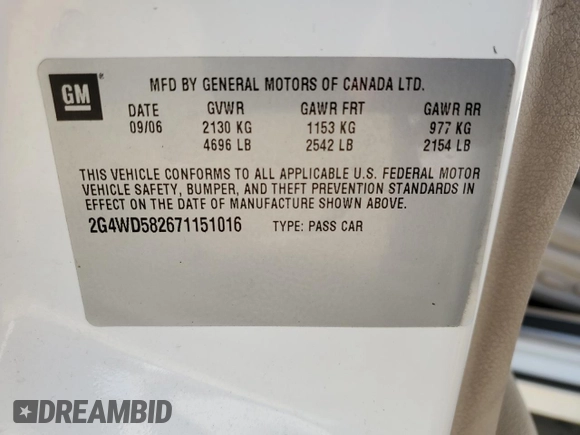 GM
MFD BY GENERAL MOTORS OF CANADA LTD.
DATE GVWR GAWR FRT GAWR RR
09/06 2130 KG 1153 KG 977 KG
4696 LB 2542 LB 2154 LB
THIS VEHICLE CONFORMS TO ALL APPLICABLE U.S. FEDERAL MOTOR
VEHICLE SAFETY, BUMPER, AND THEFT PREVENTION STANDARDS IN
EFFECT ON THE DATE OF MANUFACTURE SHOWN ABOVE.
2G4WD582671151016 TYPE: PASS CAR
DREAMBID